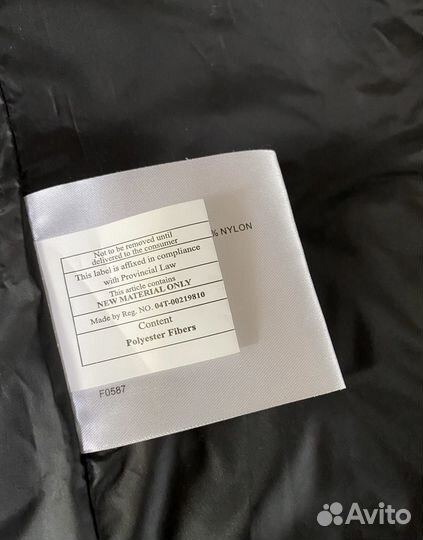 Not to be removed until
delivered to the consumer
This label is affixed in compliance
with Provincial Law
This article contains
NEW MATERIAL ONLY
Made by Reg. NO. 04T-00219810
Content
Polyester Fibers
% NYLON
F0587
Avito